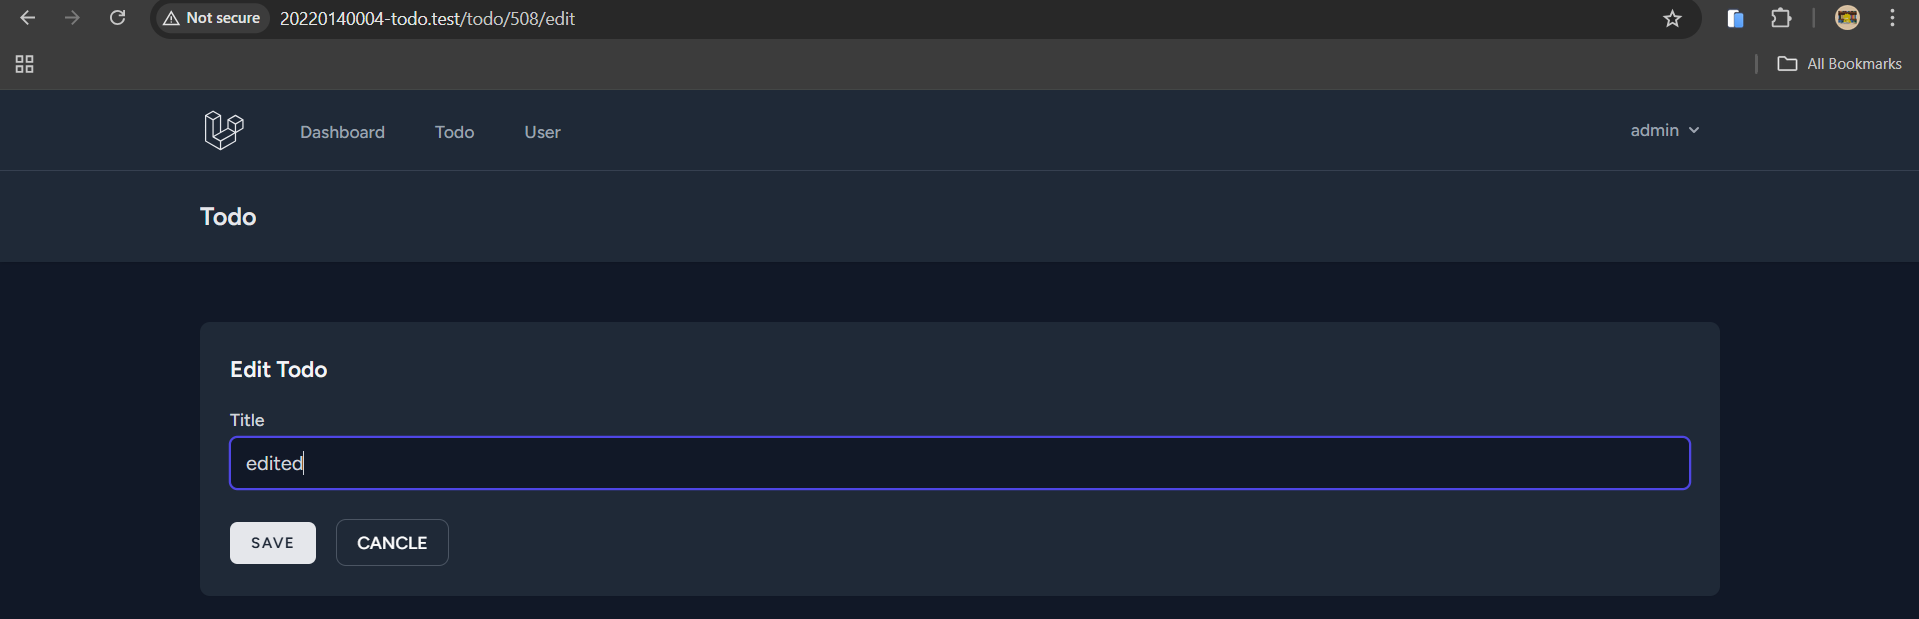 Not secure 20220140004-todo.test/todo/508/edit
All Bookmarks
Dashboard Todo User admin
Todo
Edit Todo
Title
edited
SAVE CANCLE